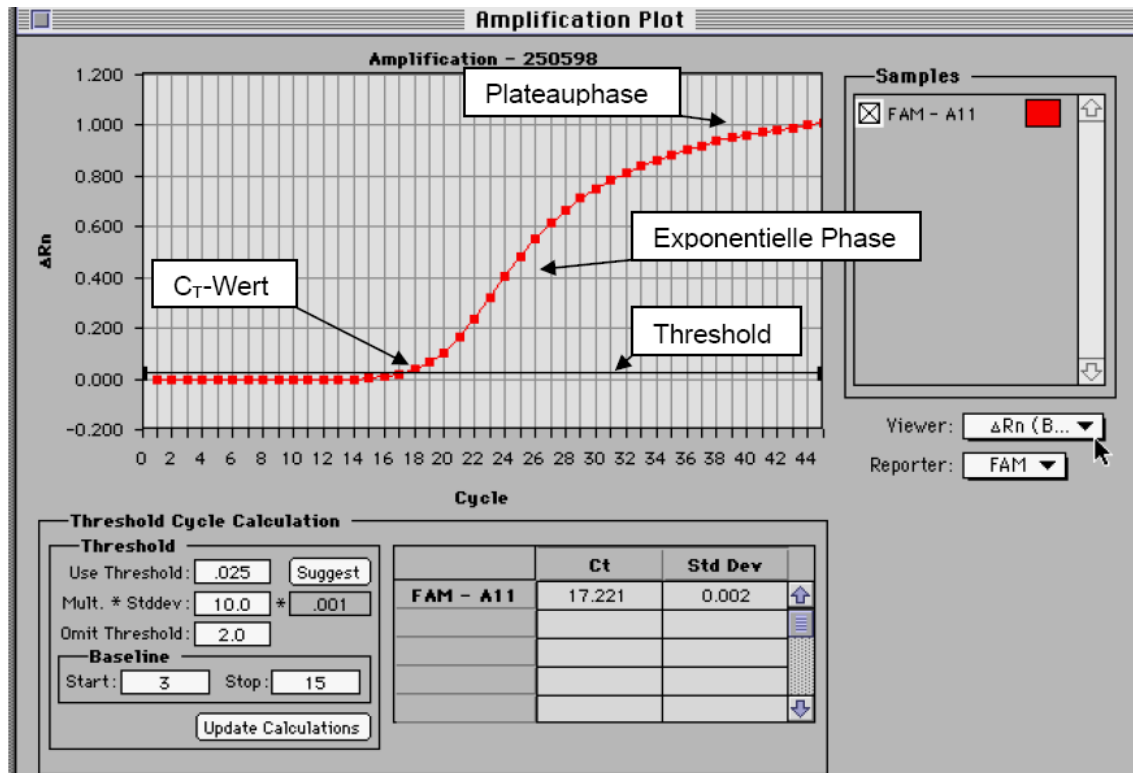 Amplification Plot
Amplification - 250598
1.200
1.000
0.800
0.600
0.400
0.200
0.000
-0.200
ΔRn
Plateauphase
Exponentielle Phase
CT-Wert
Threshold
0 2 4 6 8 10 12 14 16 18 20 22 24 26 28 30 32 34 36 38 40 42 44
Cycle
Samples
FAM - A11
Viewer: ΔRn (B...
Reporter: FAM
Threshold Cycle Calculation
Threshold
Use Threshold: .025 Suggest
Mult. * Stddev: 10.0 * .001
Omit Threshold: 2.0
Baseline
Start: 3 Stop: 15
Update Calculations
Ct Std Dev
FAM - A11 17.221 0.002